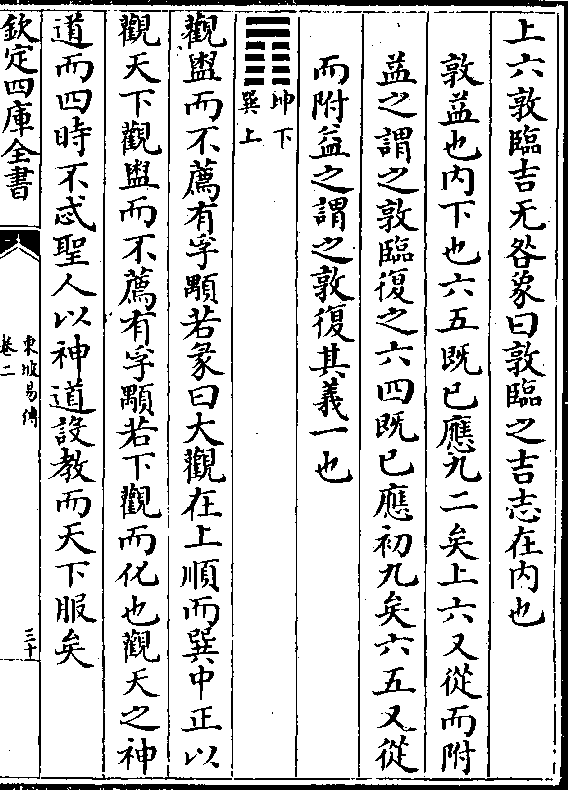 上六敦臨吉无咎象曰敦臨之吉志在内也
敦益也内下也六五既已應九二矣上六又從而附
益之謂之敦臨復之六四既已應初九矣六五又從
而附益之謂之敦復其義一也
坤下
巽上
觀盥而不薦有孚顒若彖曰大觀在上順而巽中正以
觀天下觀盥而不薦有孚顒若下觀而化也觀天之神
道而四時不忒聖人以神道設教而天下服矣
欽定四庫全書
東坡易傳
卷二
三十